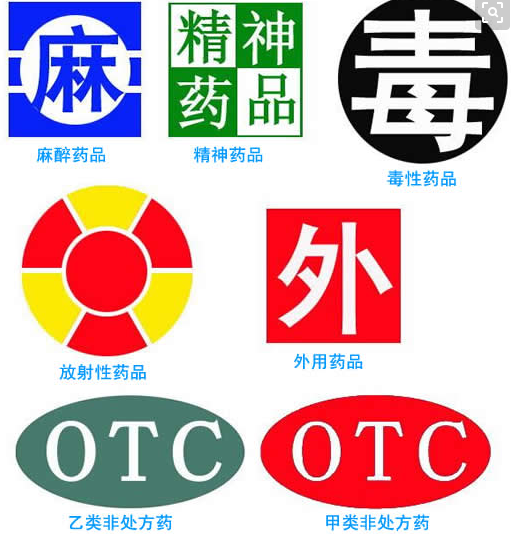 麻
精神
药品
毒
麻醉药品
精神药品
毒性药品
外
放射性药品
外用药品
OTC
OTC
乙类非处方药
甲类非处方药